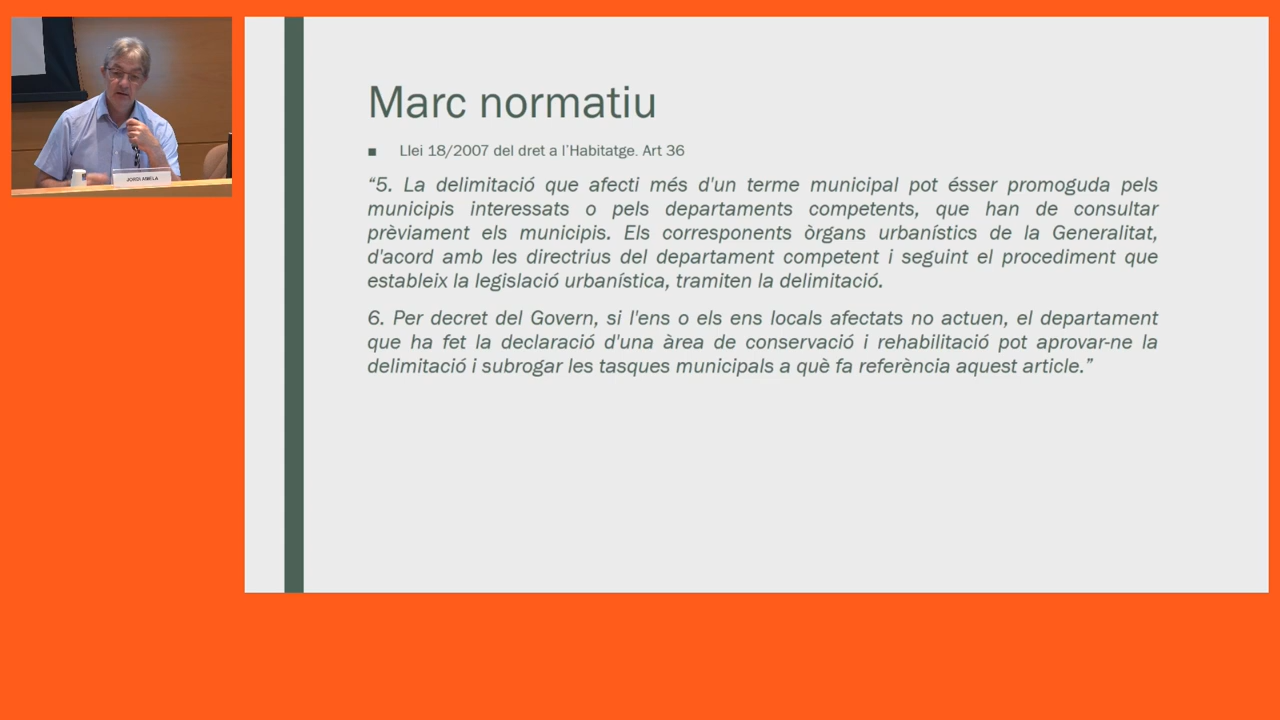 JORDI ABELA
Marc normatiu
■ Llei 18/2007 del dret a l'Habitatge. Art 36
“5. La delimitació que afecti més d'un terme municipal pot ésser promoguda pels
municipis interessats o pels departaments competents, que han de consultar
prèviament els municipis. Els corresponents òrgans urbanístics de la Generalitat,
d'acord amb les directrius del departament competent i seguint el procediment que
estableix la legislació urbanística, tramiten la delimitació.
6. Per decret del Govern, si l'ens o els ens locals afectats no actuen, el departament
que ha fet la declaració d'una àrea de conservació i rehabilitació pot aprovar-ne la
delimitació i subrogar les tasques municipals a què fa referència aquest article.”